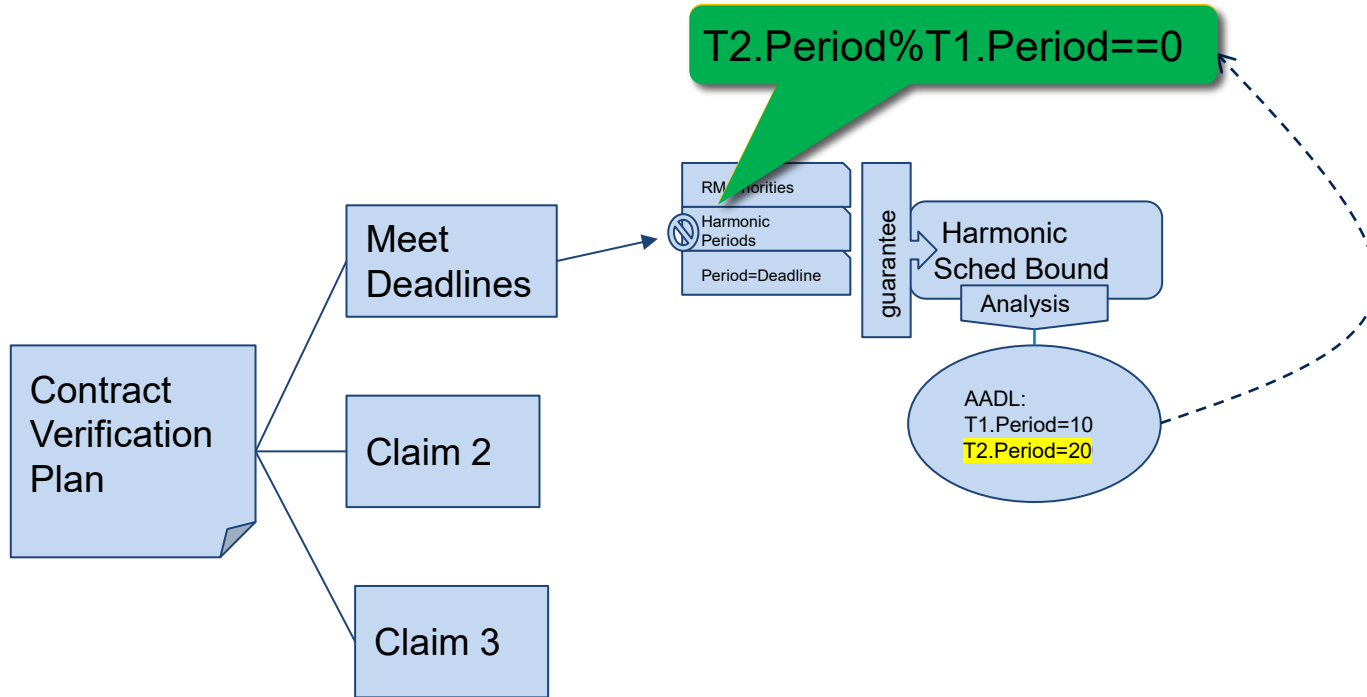 T2.Period%T1.Period==0
RM
Harmonic
Periods
Period=Deadline
guarantee
Harmonic
Sched Bound
Analysis
AADL:
T1.Period=10
T2.Period=20
Meet
Deadlines
Contract
Verification
Plan
Claim 2
Claim 3